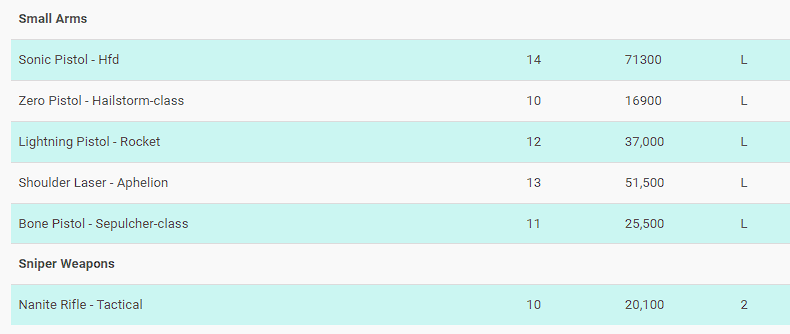 Small Arms
Sonic Pistol - Hfd 14 71300 L
Zero Pistol - Hailstorm-class 10 16900 L
Lightning Pistol - Rocket 12 37,000 L
Shoulder Laser - Aphelion 13 51,500 L
Bone Pistol - Sepulcher-class 11 25,500 L
Sniper Weapons
Nanite Rifle - Tactical 10 20,100 2